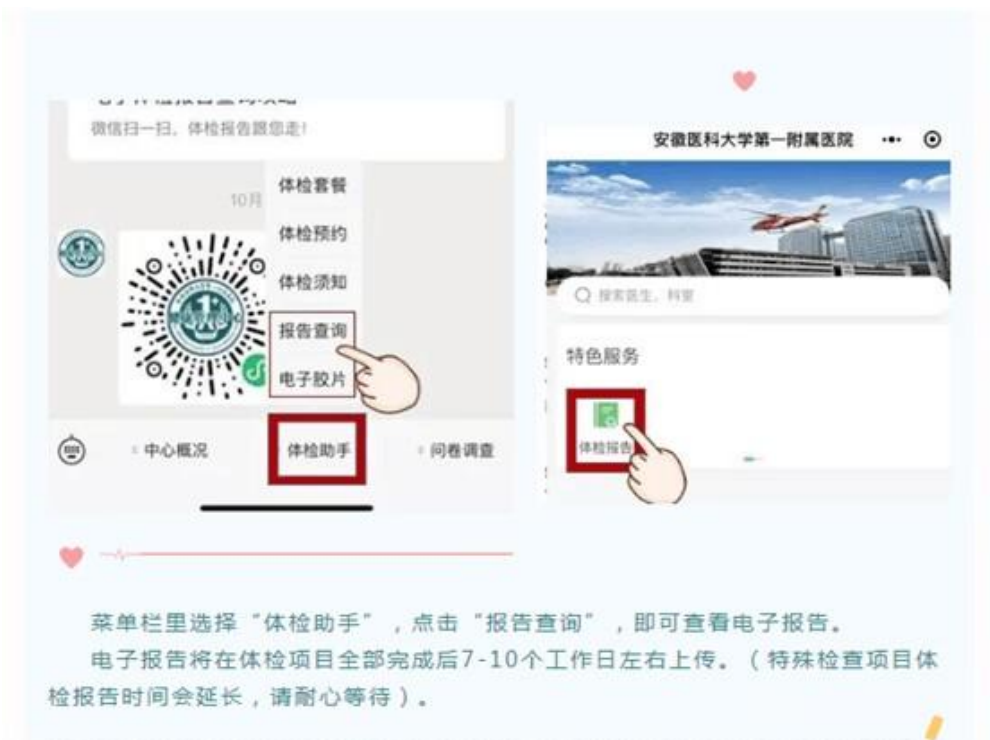 微信扫一扫，体检报告跟您走！
10月
体检套餐
体检预约
体检须知
报告查询
电子胶片
中心概况
体检助手
问卷调查
安徽医科大学第一附属医院
搜索医生、科室
特色服务
体检报告
菜单栏里选择“体检助手”，点击“报告查询”，即可查看电子报告。
电子报告将在体检项目全部完成后7-10个工作日左右上传。（特殊检查项目体
检报告时间会延长，请耐心等待）。